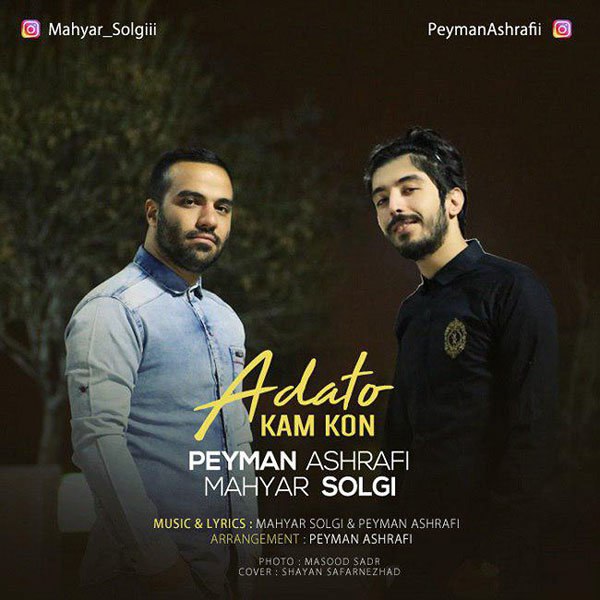 Mahyar_Solgiii
PeymanAshrafii
Adato
KAM KON
PEYMAN ASHRAFI
MAHYAR SOLGI
MUSIC & LYRICS : MAHYAR SOLGI & PEYMAN ASHRAFI
ARRANGEMENT : PEYMAN ASHRAFI
PHOTO : MASOOD SADR
COVER : SHAYAN SAFARNEZHAD